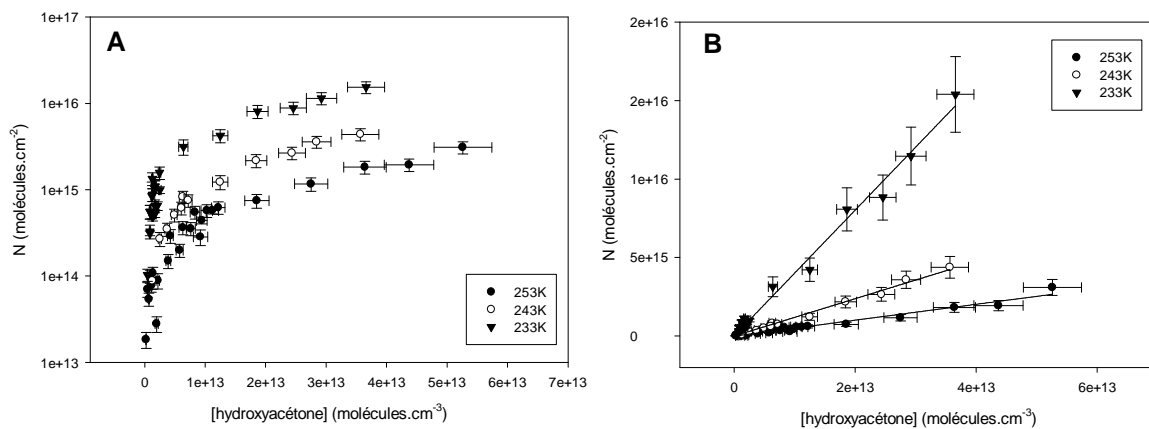 A
1e+17
1e+16
1e+15
1e+14
1e+13
N (molécules.cm-2)
0 1e+13 2e+13 3e+13 4e+13 5e+13 6e+13 7e+13
[hydroxyacétone] (molécules.cm-3)
253K
243K
233K
B
2e+16
2e+16
1e+16
5e+15
0
N (molécules.cm-2)
0 2e+13 4e+13 6e+13
[hydroxyacétone] (molécules.cm-3)
253K
243K
233K